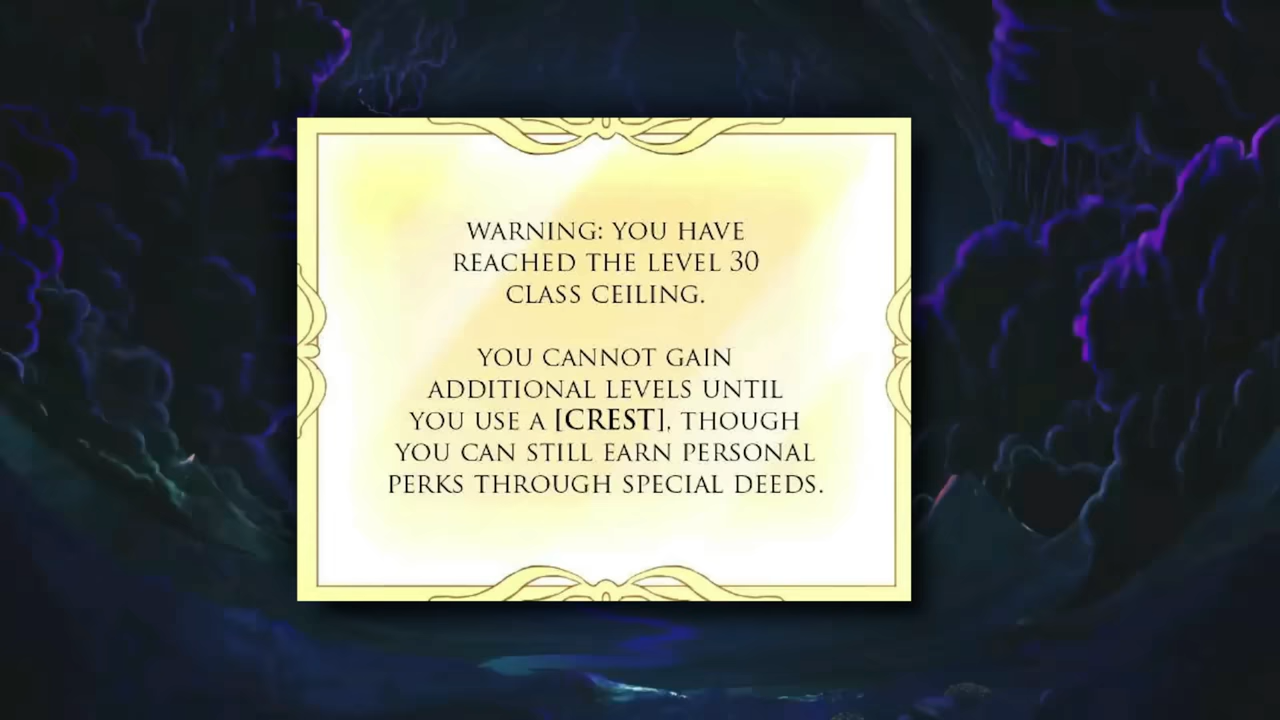 WARNING: YOU HAVE
REACHED THE LEVEL 30
CLASS CEILING.
YOU CANNOT GAIN
ADDITIONAL LEVELS UNTIL
YOU USE A [CREST], THOUGH
YOU CAN STILL EARN PERSONAL
PERKS THROUGH SPECIAL DEEDS.